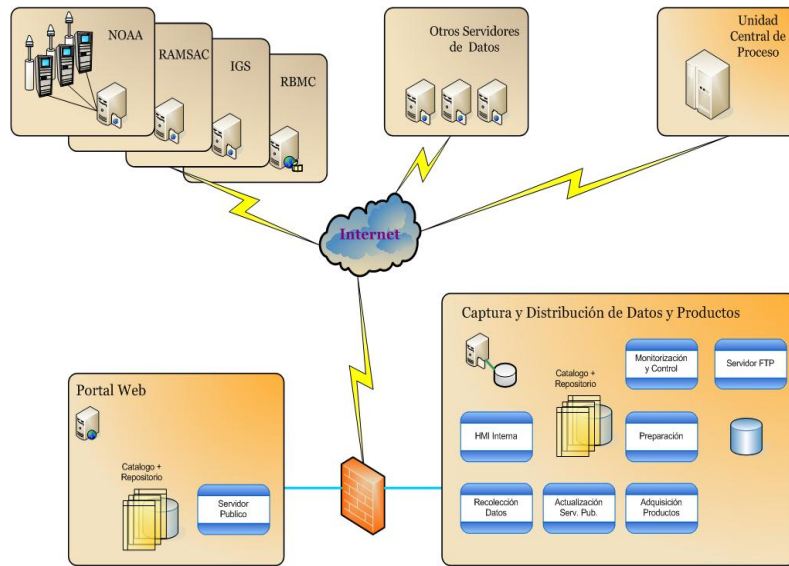 NOAA
RAMSAC
IGS
RBMC
Otros Servidores
de Datos
Unidad
Central de
Proceso
Internet
Portal Web
Catalogo +
Repositorio
Servidor
Publico
Captura y Distribución de Datos y Productos
Catalogo +
Repositorio
Monitorización
y Control
Servidor FTP
HMI Interna
Preparación
Recolección
Datos
Actualización
Serv. Pub.
Adquisición
Productos